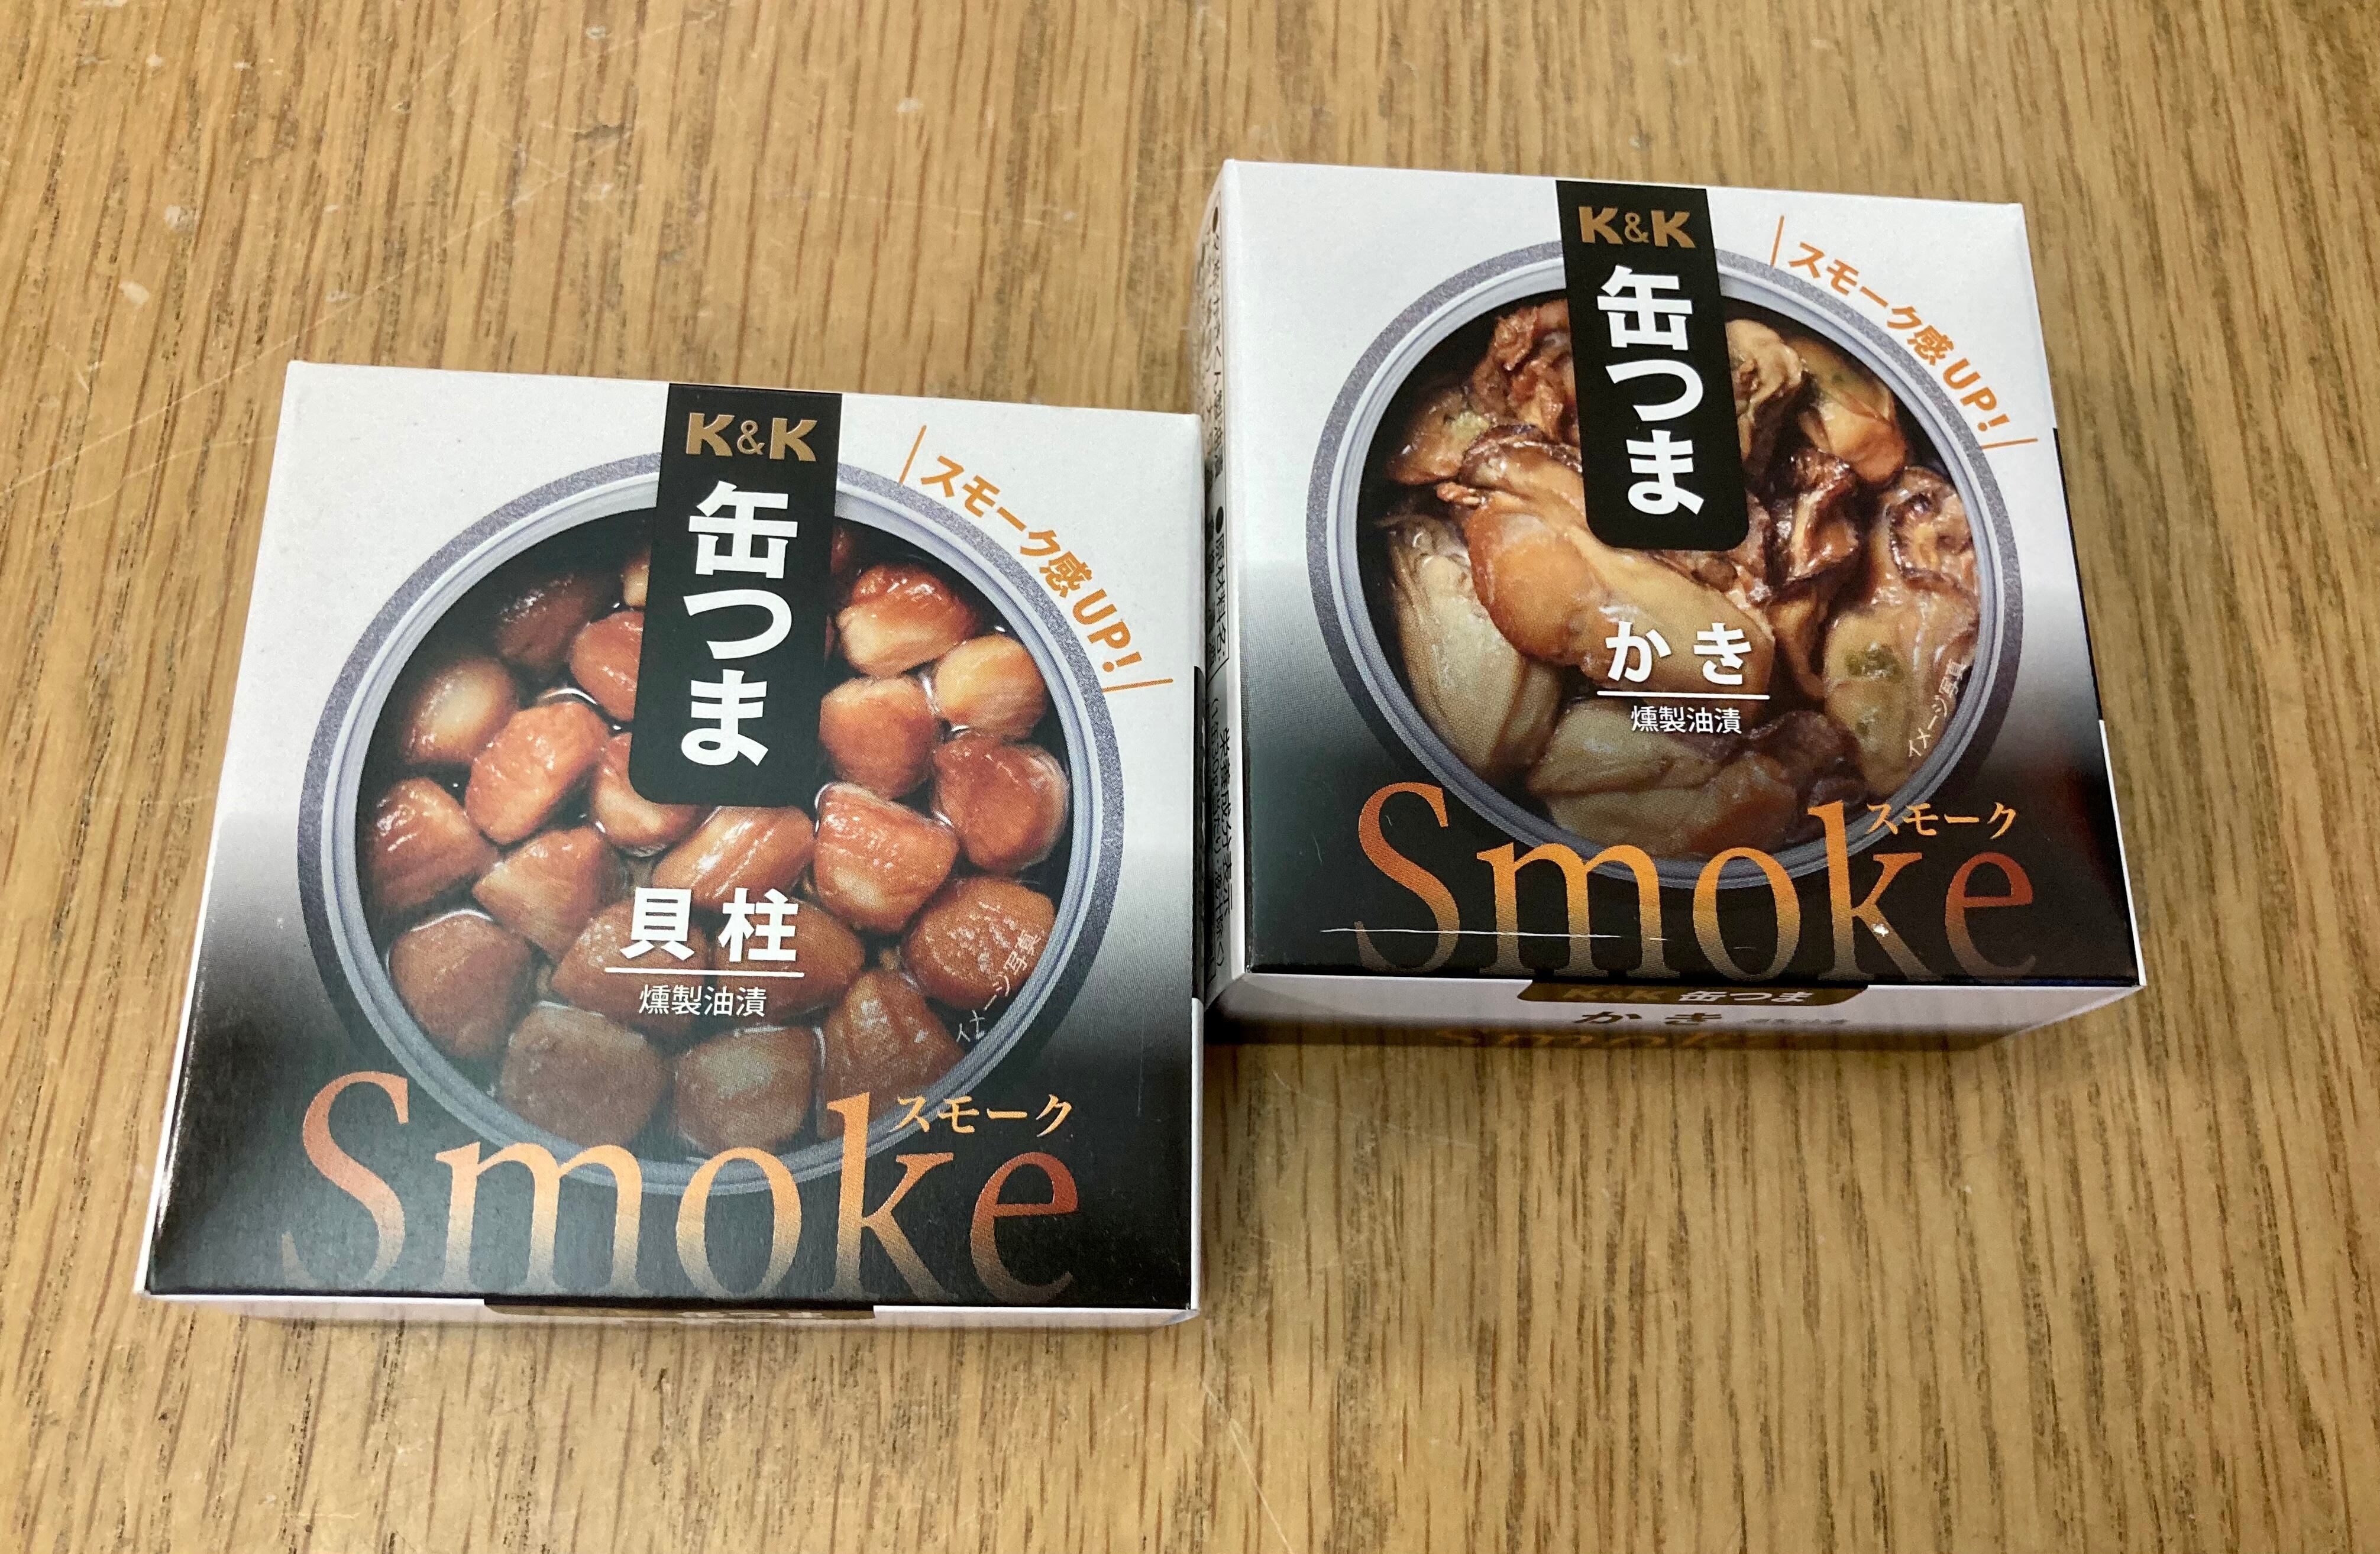 K&K
缶つま
スモーク感UP!
貝柱
燻製油漬
イメージ写真
スモーク
Smoke
K&K
缶つま
スモーク感UP!
かき
燻製油漬
イメージ写真
スモーク
Smoke
K&K 缶つま
かき
Smoke